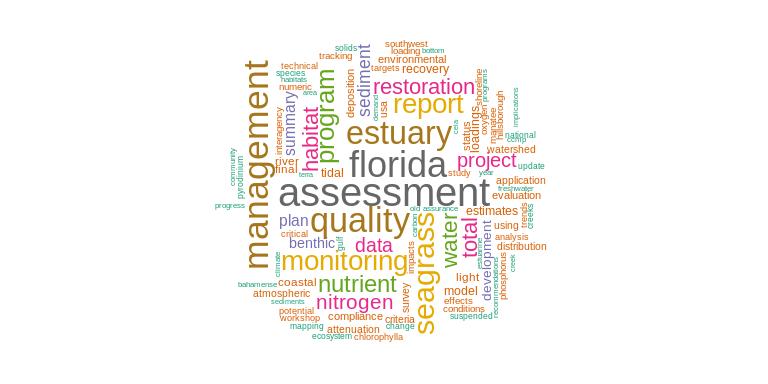 southwest
solids
loading
bottom
tracking
environmental
technical
targets
recovery
species
habitats
numeric
area
management
program
deposition
sediment
demand
usa
restoration
report
shoreline
programs
oxygen
manatee
hillsborough
implications
interagency
summary
habitat
estuary
ceia
status
loadings
national
ccmp
watershed
community
pyrodinium
river
final
terra
tidal
florida
study
project
year
update
application
freshwater
evaluation
assessment
progress
plan
critical
quality
old
assurance
carbon
seagrass
water
total
estimates
using
trends
creeks
benthic
gulf
data
impacts
estuarine
development
analysis
distribution
climate
monitoring
creek
recommendations
phosphorus
bahamense
coastal
nutrient
survey
light
model
atmospheric
sediments
nitrogen
effects
potential
conditions
workshop
compliance
criteria
suspended
mapping
attenuation
change
ecosystem
chlorophylla